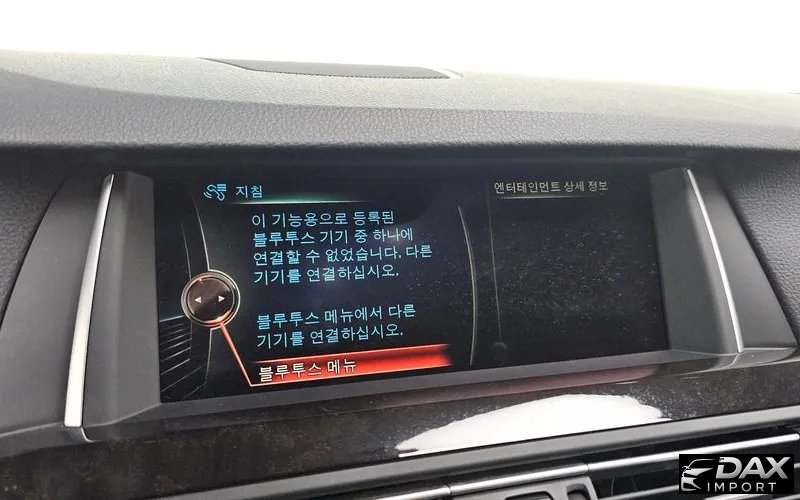 지침
엔터테인먼트 상세 정보
이 기능용으로 등록된
블루투스 기기 중 하나에
연결할 수 없었습니다. 다른
기기를 연결하십시오.
블루투스 메뉴에서 다른
기기를 연결하십시오.
블루투스 메뉴
DAX
IMPORT